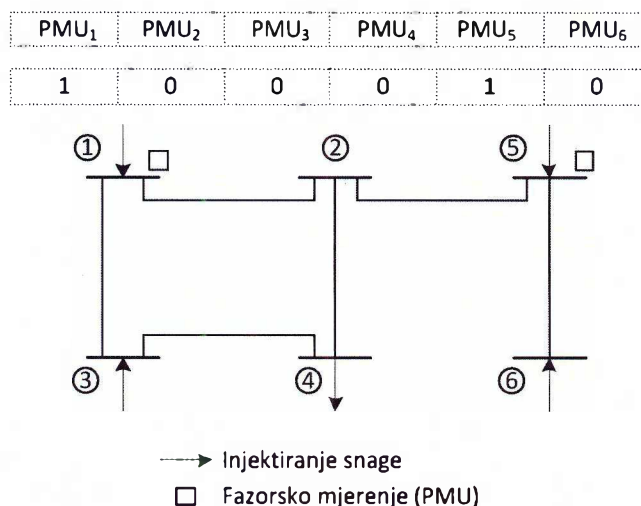 PMU₁ PMU₂ PMU₃ PMU₄ PMU₅ PMU₆
1 0 0 0 1 0
① ② ⑤
③ ④ ⑥
Injektiranje snage
Fazorsko mjerenje (PMU)